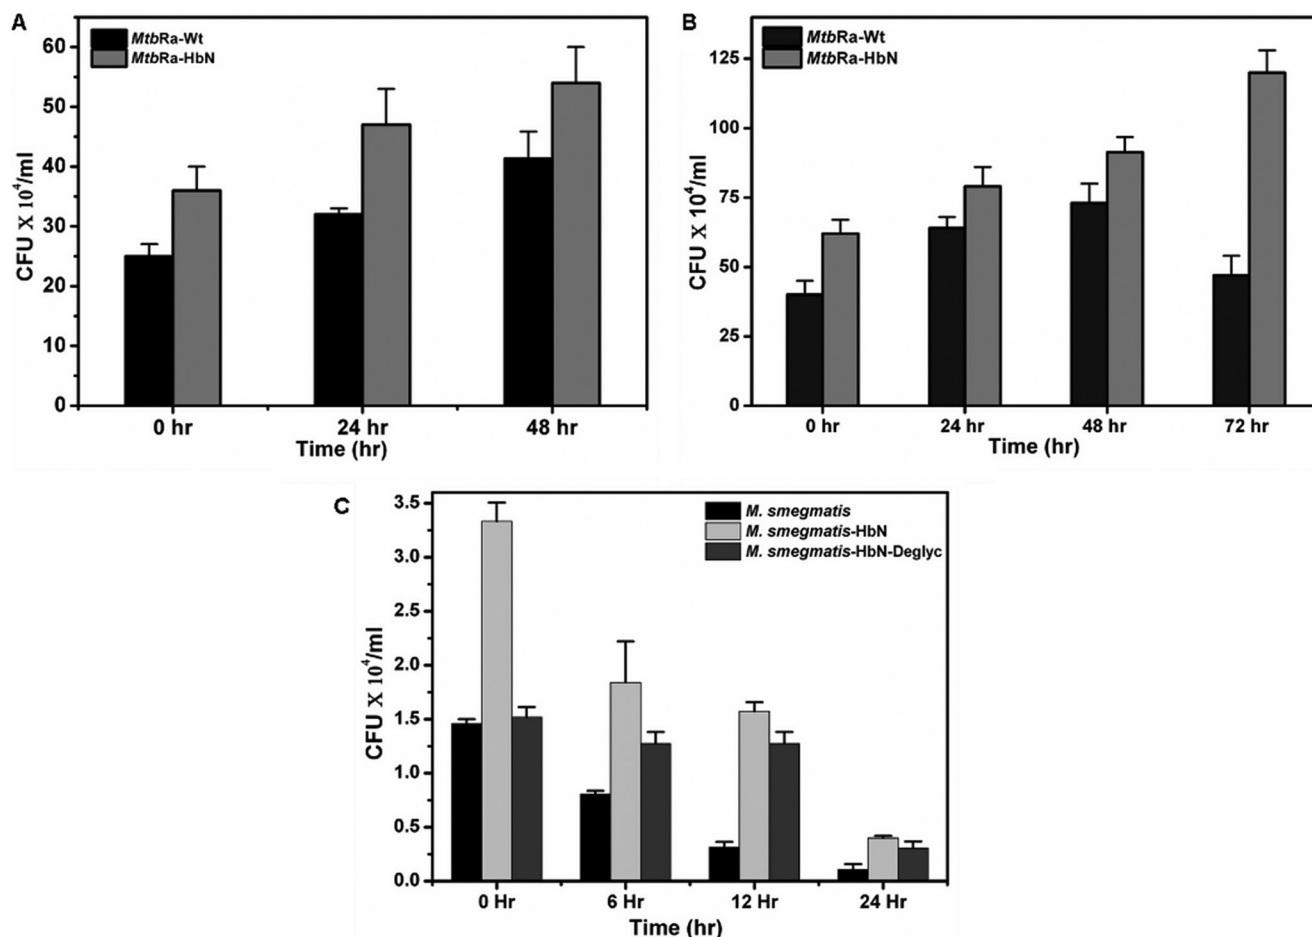 A
MtbRa-Wt
MtbRa-HbN
60
50
40
30
20
10
0
CFU X 10⁴/ml
0 hr 24 hr 48 hr
Time (hr)
B
MtbRa-Wt
MtbRa-HbN
125
100
75
50
25
0
CFU X 10⁴/ml
0 hr 24 hr 48 hr 72 hr
Time (hr)
C
M. smegmatis
M. smegmatis-HbN
M. smegmatis-HbN-Deglyc
3.5
3.0
2.5
2.0
1.5
1.0
0.5
0.0
CFU X 10⁴/ml
0 Hr 6 Hr 12 Hr 24 Hr
Time (hr)